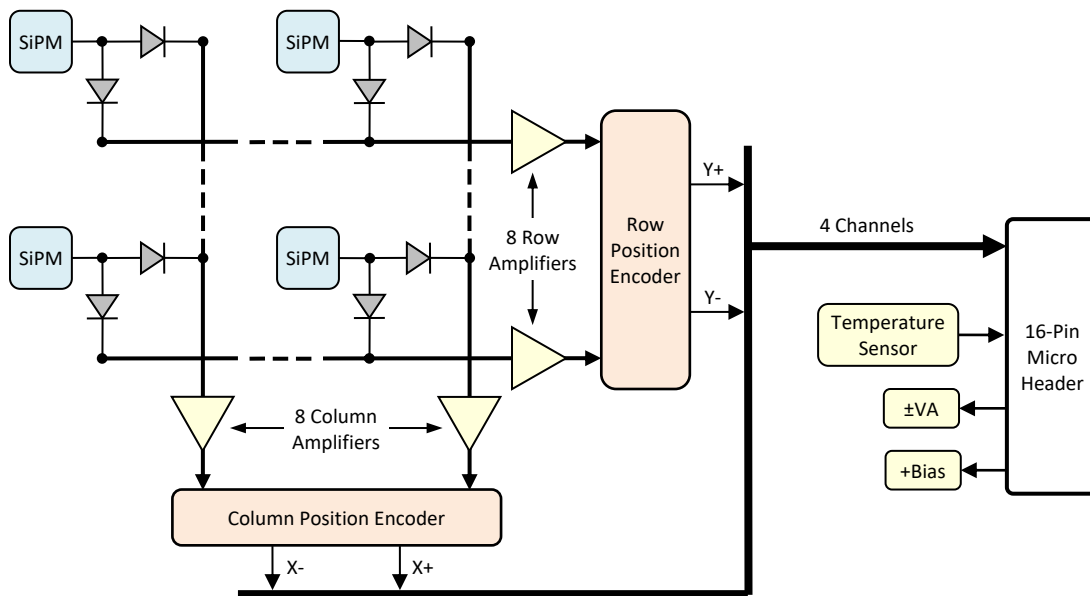 SiPM
SiPM
Y+
8 Row
Amplifiers
Row
Position
Encoder
4 Channels
SiPM
SiPM
Y-
Temperature
Sensor
16-Pin
Micro
Header
8 Column
Amplifiers
±VA
+Bias
Column Position Encoder
X-
X+